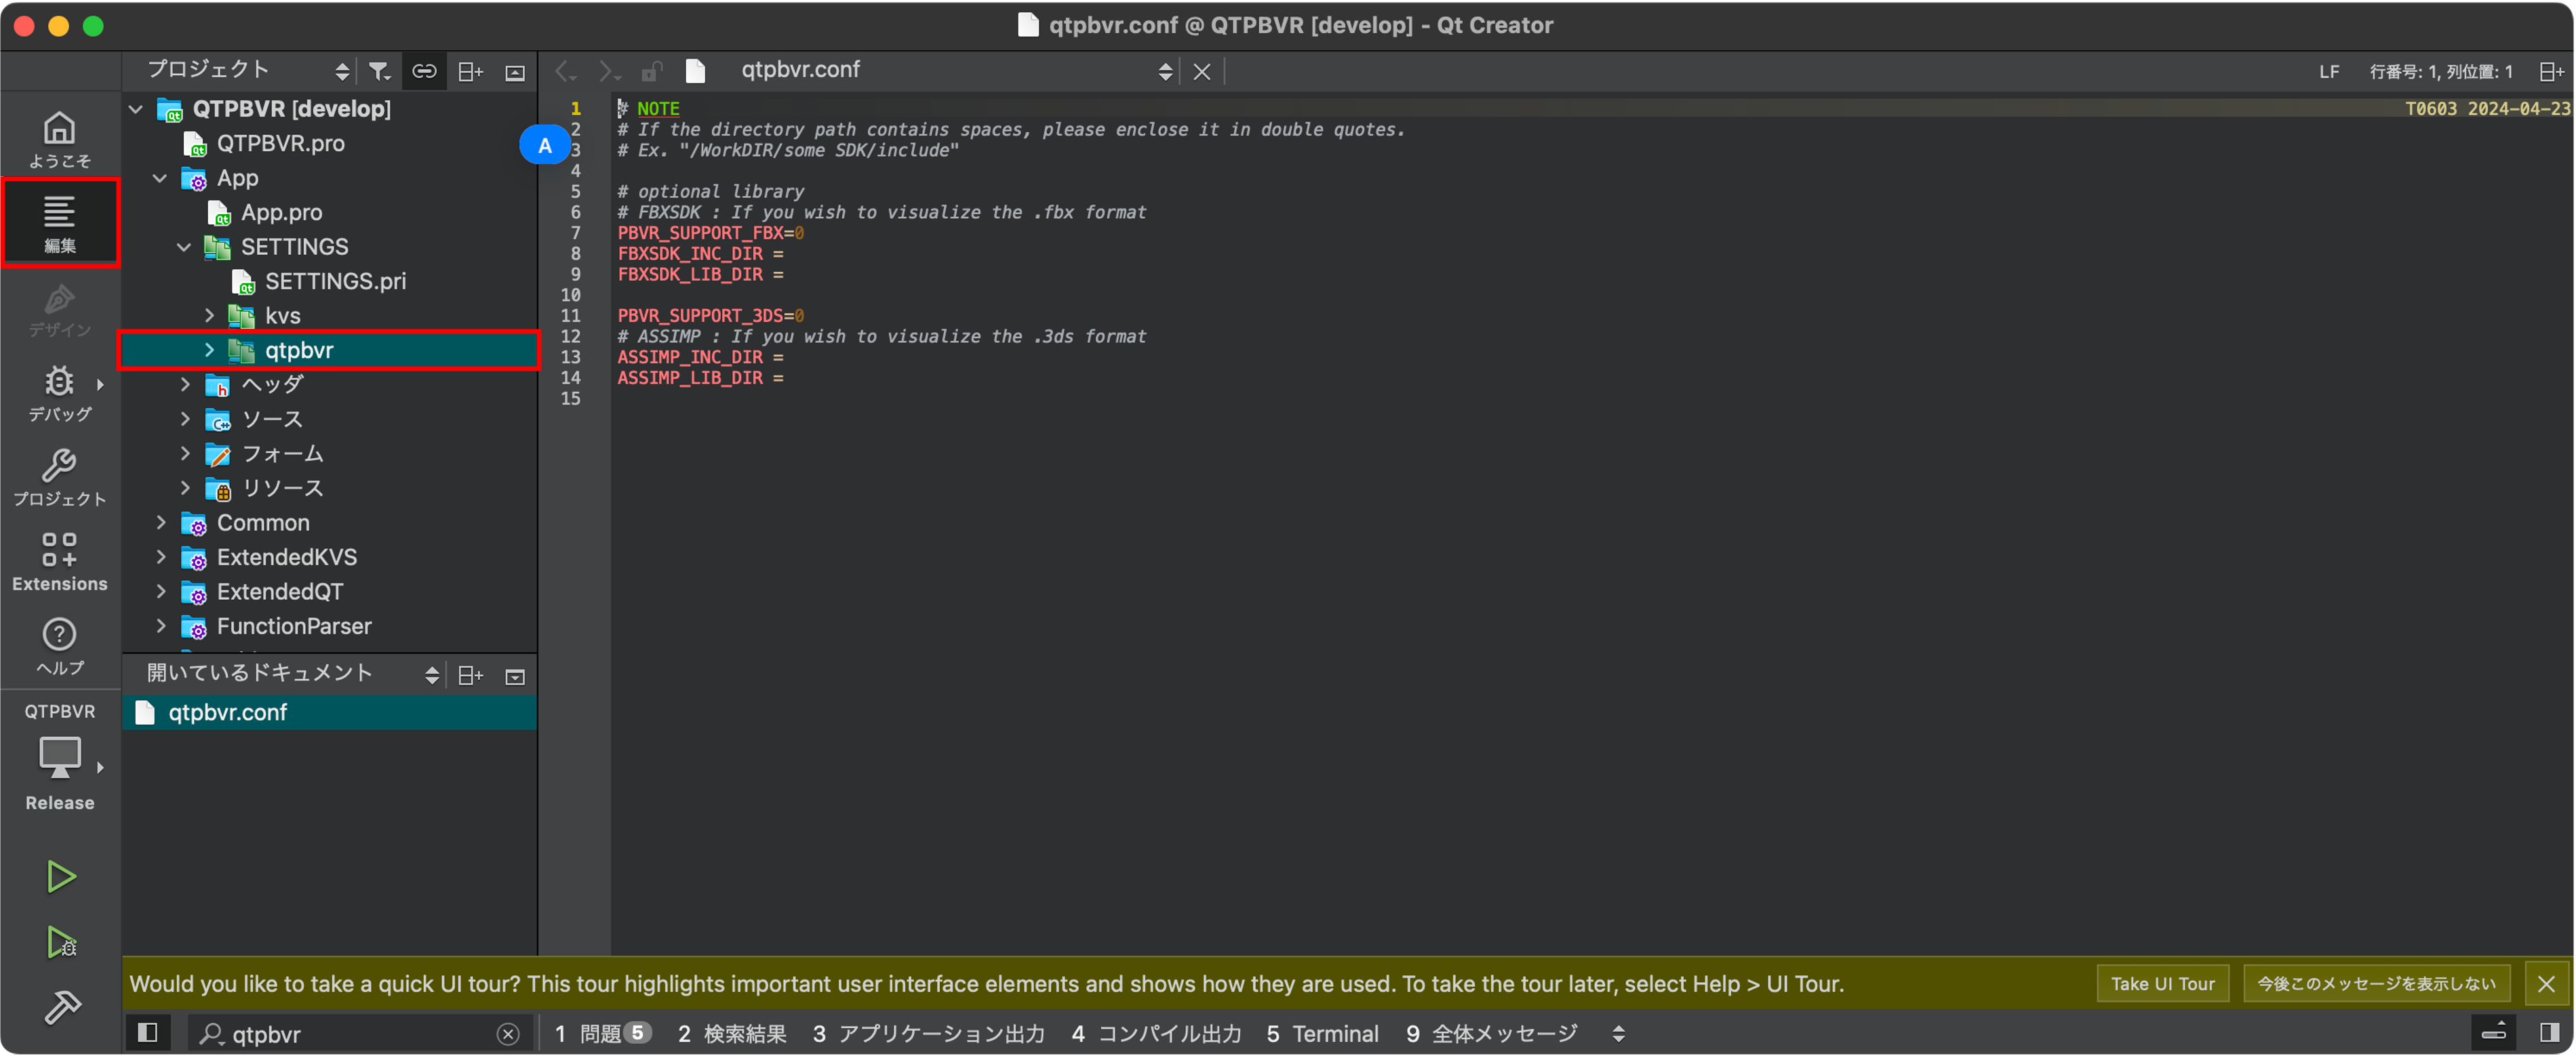 qtpbvr.conf @ QTPBVR [develop] - Qt Creator
プロジェクト
qtpbvr.conf
LF
行番号: 1, 列位置: 1
ようこそ
編集
デザイン
デバッグ
プロジェクト
Extensions
ヘルプ
QTPBVR
Release
QTPBVR [develop]
QTPBVR.pro
App
App.pro
SETTINGS
SETTINGS.pri
kvs
qtpbvr
ヘッダ
ソース
フォーム
リソース
Common
ExtendedKVS
ExtendedQT
FunctionParser
開いているドキュメント
qtpbvr.conf
A
1 # NOTE T0603 2024-04-23
2 # If the directory path contains spaces, please enclose it in double quotes.
3 # Ex. "/WorkDIR/some SDK/include"
4
5 # optional library
6 # FBXSDK : If you wish to visualize the .fbx format
7 PBVR_SUPPORT_FBX=0
8 FBXSDK_INC_DIR =
9 FBXSDK_LIB_DIR =
10
11 PBVR_SUPPORT_3DS=0
12 # ASSIMP : If you wish to visualize the .3ds format
13 ASSIMP_INC_DIR =
14 ASSIMP_LIB_DIR =
15
Would you like to take a quick UI tour? This tour highlights important user interface elements and shows how they are used. To take the tour later, select Help > UI Tour.
Take UI Tour
今後このメッセージを表示しない
qtpbvr
1 問題 5
2 検索結果
3 アプリケーション出力
4 コンパイル出力
5 Terminal
9 全体メッセージ